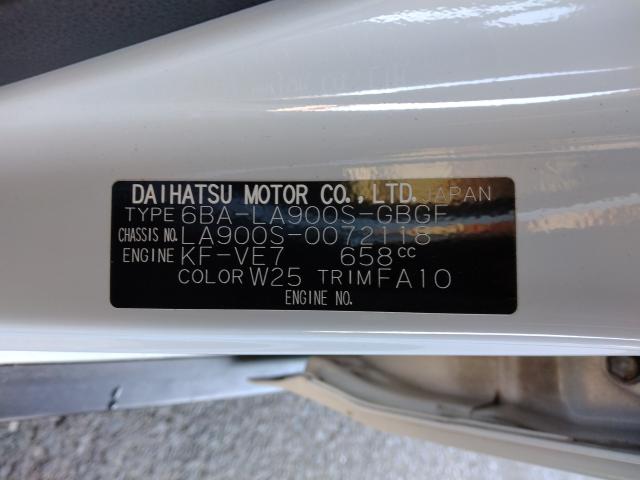 DAIHATSU MOTOR CO., LTD. JAPAN
TYPE 6BA-LA900S-GBGF
CHASSIS NO. LA900S-0072118
ENGINE KF-VE7 658cc
COLOR W25 TRIM FA10
ENGINE NO.